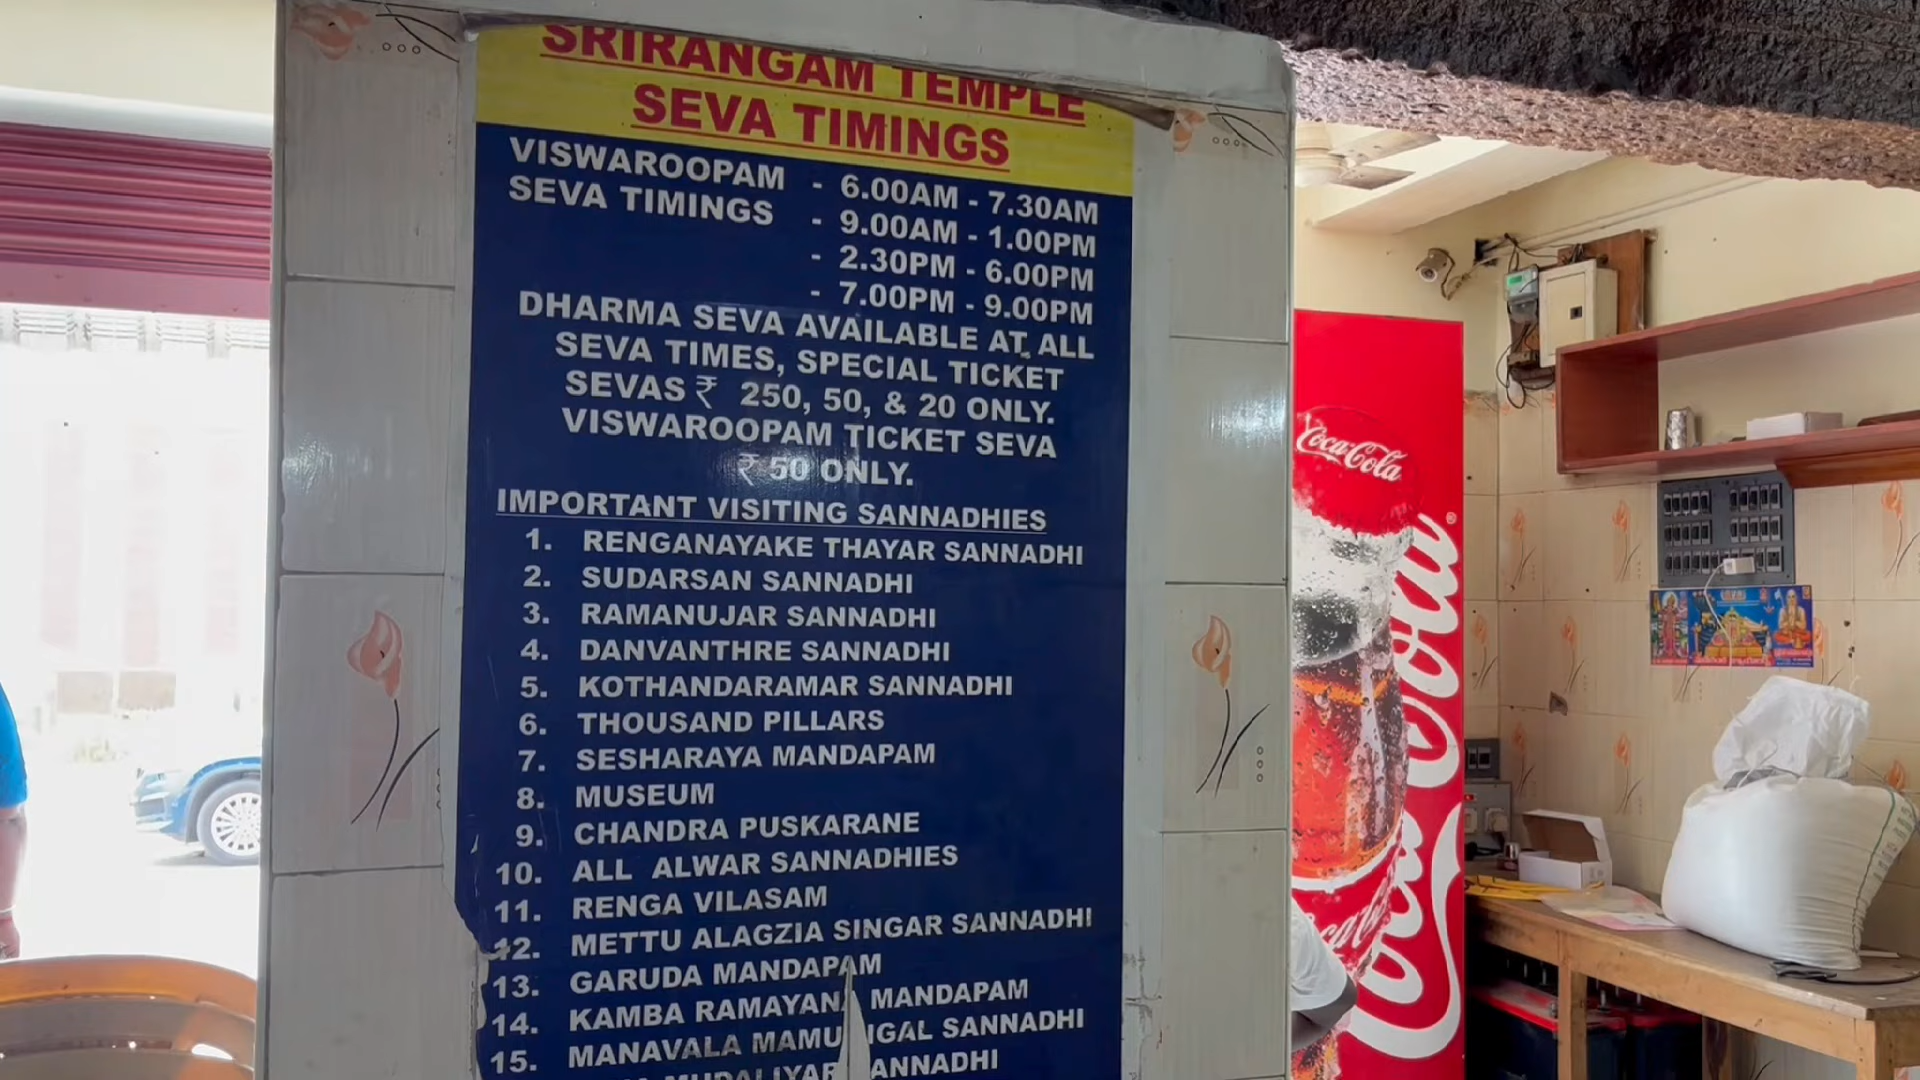 SRIRANGAM TEMPLE
SEVA TIMINGS
VISWAROOPAM - 6.00AM - 7.30AM
SEVA TIMINGS - 9.00AM - 1.00PM
- 2.30PM - 6.00PM
- 7.00PM - 9.00PM
DHARMA SEVA AVAILABLE AT ALL
SEVA TIMES, SPECIAL TICKET
SEVAS ₹ 250, 50, & 20 ONLY.
VISWAROOPAM TICKET SEVA
₹ 50 ONLY.
IMPORTANT VISITING SANNADHIES
1. RENGANAYAKE THAYAR SANNADHI
2. SUDARSAN SANNADHI
3. RAMANUJAR SANNADHI
4. DANVANTHRE SANNADHI
5. KOTHANDARAMAR SANNADHI
6. THOUSAND PILLARS
7. SESHARAYA MANDAPAM
8. MUSEUM
9. CHANDRA PUSKARANE
10. ALL ALWAR SANNADHIES
11. RENGA VILASAM
12. METTU ALAGZIA SINGAR SANNADHI
13. GARUDA MANDAPAM
14. KAMBA RAMAYANA MANDAPAM
15. MANAVALA MAMU IGAL SANNADHI
MUDALIYAR ANNADHI
Coca-Cola
Coca-Cola